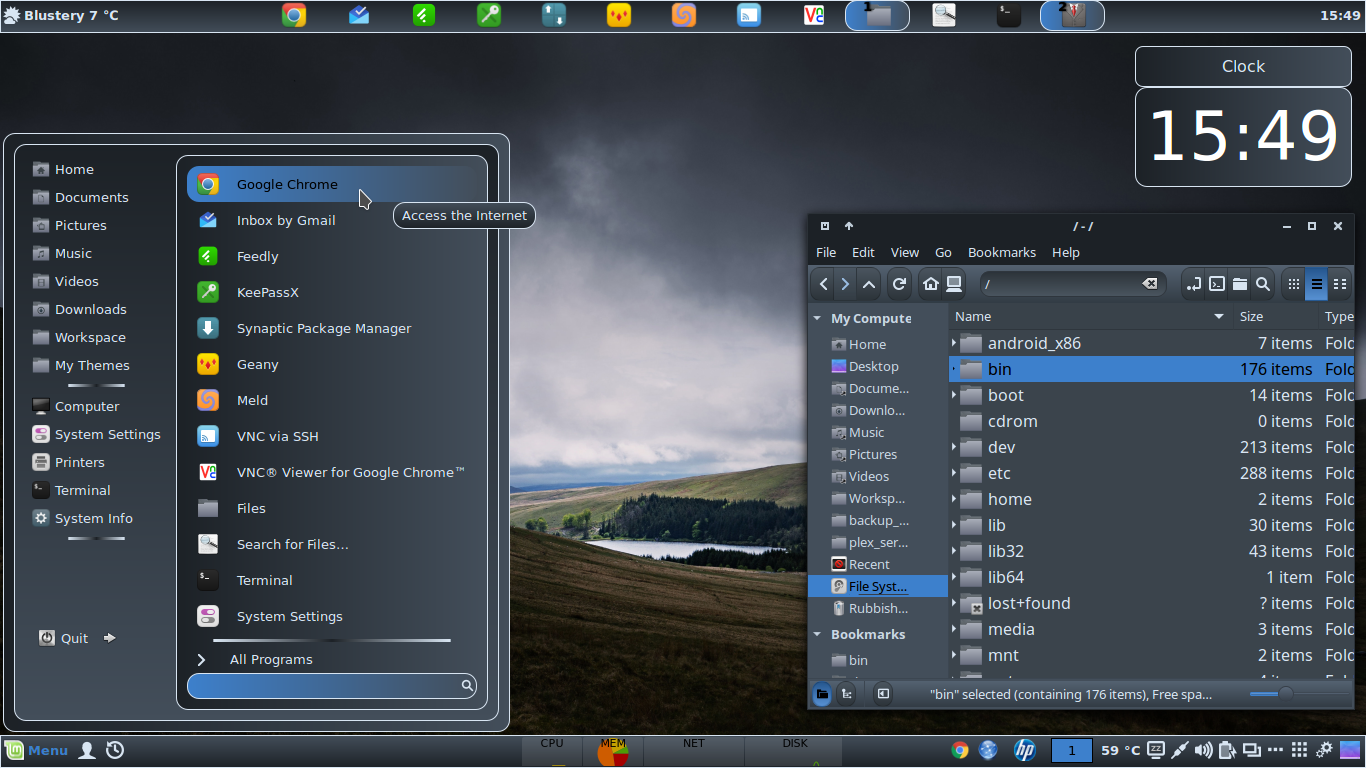 Blustery 7 °C
1
2
15:49
Clock
15:49
Home
Documents
Pictures
Music
Videos
Downloads
Workspace
My Themes
Computer
System Settings
Printers
Terminal
System Info
Quit
Google Chrome
Access the Internet
Inbox by Gmail
Feedly
KeePassX
Synaptic Package Manager
Geany
Meld
VNC via SSH
VNC® Viewer for Google Chrome™
Files
Search for Files...
Terminal
System Settings
All Programs
/ - /
File Edit View Go Bookmarks Help
/
My Compute
Home
Desktop
Docume...
Downlo...
Music
Pictures
Videos
Worksp...
backup_...
plex_ser...
Recent
File Syst...
Rubbish...
Bookmarks
bin
Name Size Type
android_x86 7 items Fold
bin 176 items Fold
boot 14 items Fold
cdrom 0 items Fold
dev 213 items Fold
etc 288 items Fold
home 2 items Fold
lib 30 items Fold
lib32 43 items Fold
lib64 1 item Fold
lost+found ? items Fold
media 3 items Fold
mnt 2 items Fold
"bin" selected (containing 176 items), Free spa...
Menu
CPU MEM NET DISK
hp
1
59 °C